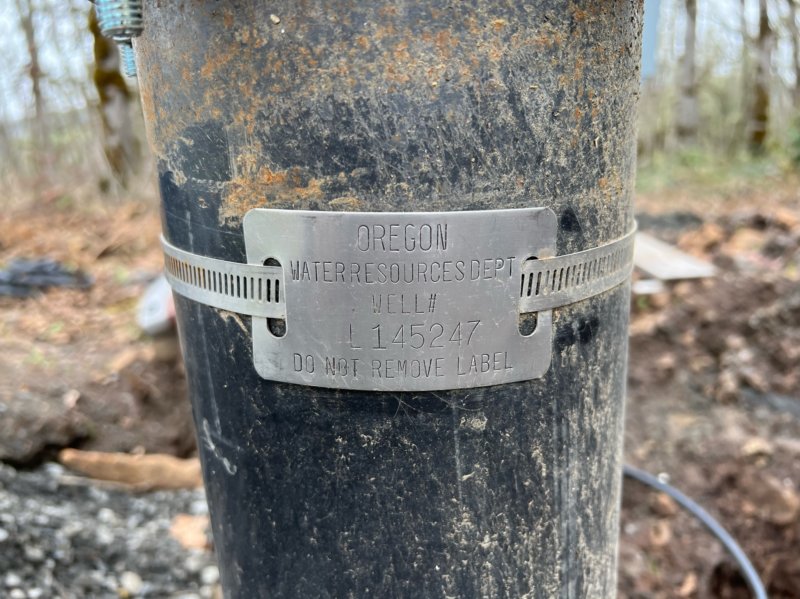 OREGON
WATER RESOURCES DEPT
WELL#
L 145247
DO NOT REMOVE LABEL